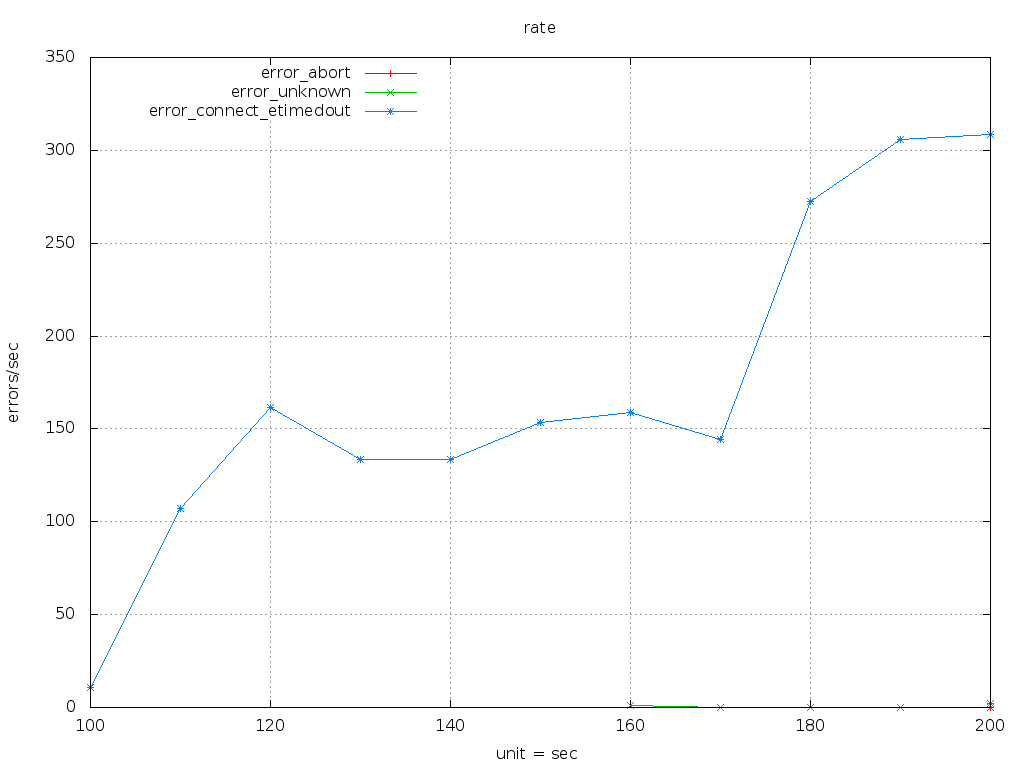 rate
350
error_abort
error_unknown
error_connect_etimedout
300
250
200
errors/sec
150
100
50
0
100 120 140 160 180 200
unit = sec